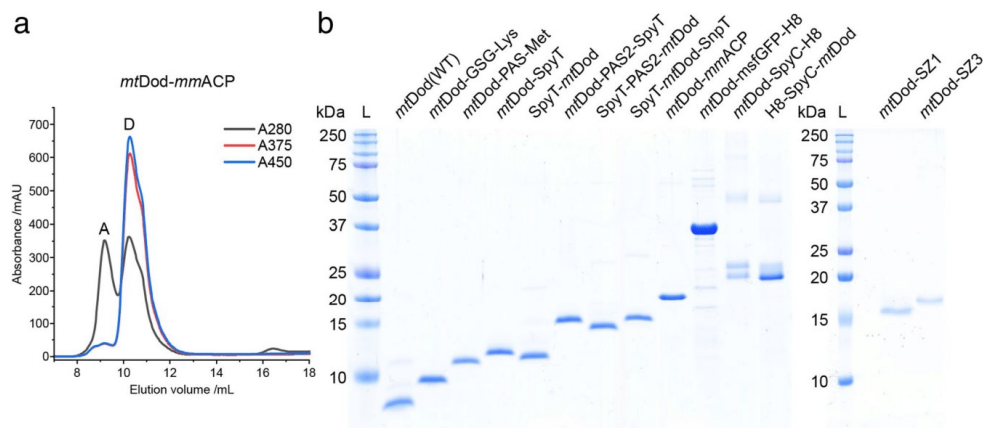 a
mtDod-mmACP
Absorbance /mAU
700
600
500
400
300
200
100
0
A
D
A280
A375
A450
8
10
12
14
16
18
Elution volume /mL
b
kDa
L
mtDod(WT)
mtDod-GSG-Lys
mtDod-PAS-Met
mtDod-SpyT
SpyT-mtDod
mtDod-PAS2-SpyT
SpyT-PAS2-mtDod
SpyT-mtDod-SnpT
mtDod-mmACP
mtDod-msfGFP-H8
mtDod-SpyC-H8
H8-SpyC-mtDod
250
75
50
37
25
20
15
10
kDa
L
mtDod-SZ1
mtDod-SZ3
250
75
50
37
25
20
15
10